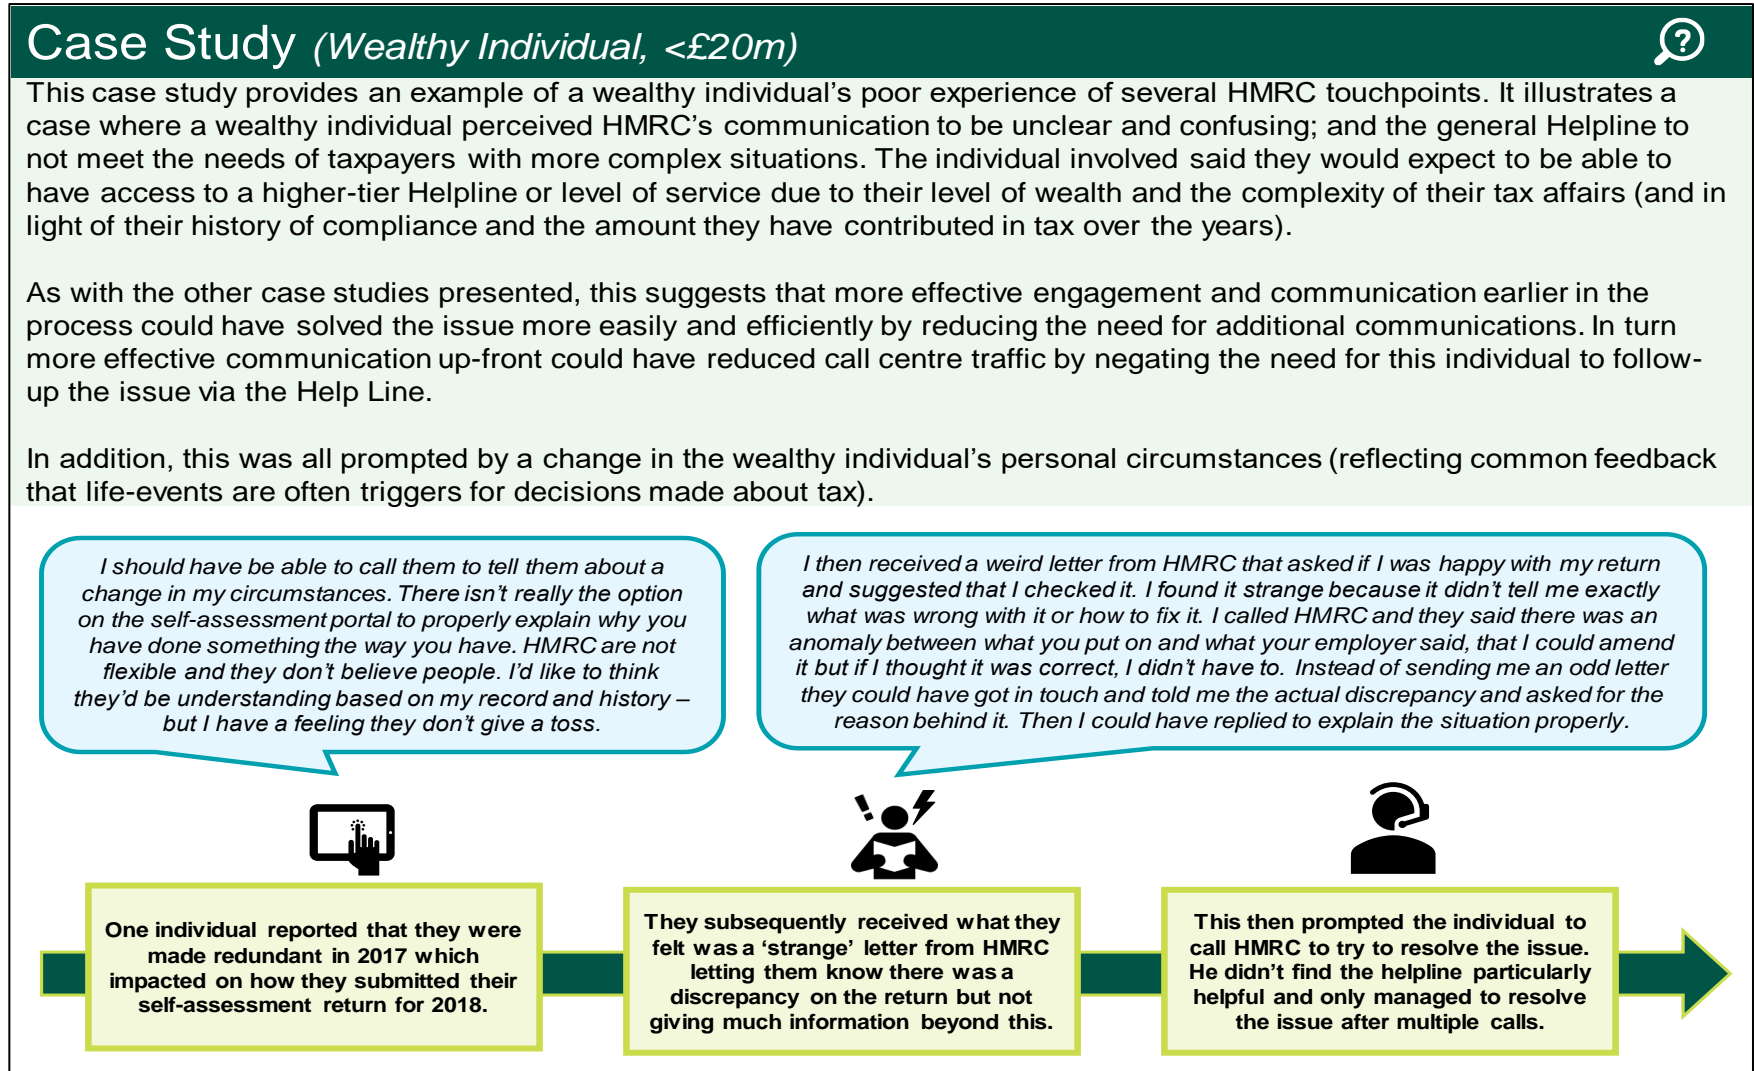 Case Study (Wealthy Individual, <£20m)
?
This case study provides an example of a wealthy individual's poor experience of several HMRC touchpoints. It illustrates a
case where a wealthy individual perceived HMRC's communication to be unclear and confusing; and the general Helpline to
not meet the needs of taxpayers with more complex situations. The individual involved said they would expect to be able to
have access to a higher-tier Helpline or level of service due to their level of wealth and the complexity of their tax affairs (and in
light of their history of compliance and the amount they have contributed in tax over the years).
As with the other case studies presented, this suggests that more effective engagement and communication earlier in the
process could have solved the issue more easily and efficiently by reducing the need for additional communications. In turn
more effective communication up-front could have reduced call centre traffic by negating the need for this individual to follow-
up the issue via the Help Line.
In addition, this was all prompted by a change in the wealthy individual's personal circumstances (reflecting common feedback
that life-events are often triggers for decisions made about tax).
I should have be able to call them to tell them about a
change in my circumstances. There isn't really the option
on the self-assessment portal to properly explain why you
have done something the way you have. HMRC are not
flexible and they don't believe people. I'd like to think
they'd be understanding based on my record and history –
but I have a feeling they don't give a toss.
I then received a weird letter from HMRC that asked if I was happy with my return
and suggested that I checked it. I found it strange because it didn't tell me exactly
what was wrong with it or how to fix it. I called HMRC and they said there was an
anomaly between what you put on and what your employer said, that I could amend
it but if I thought it was correct, I didn't have to. Instead of sending me an odd letter
they could have got in touch and told me the actual discrepancy and asked for the
reason behind it. Then I could have replied to explain the situation properly.
One individual reported that they were
made redundant in 2017 which
impacted on how they submitted their
self-assessment return for 2018.
They subsequently received what they
felt was a 'strange' letter from HMRC
letting them know there was a
discrepancy on the return but not
giving much information beyond this.
This then prompted the individual to
call HMRC to try to resolve the issue.
He didn't find the helpline particularly
helpful and only managed to resolve
the issue after multiple calls.